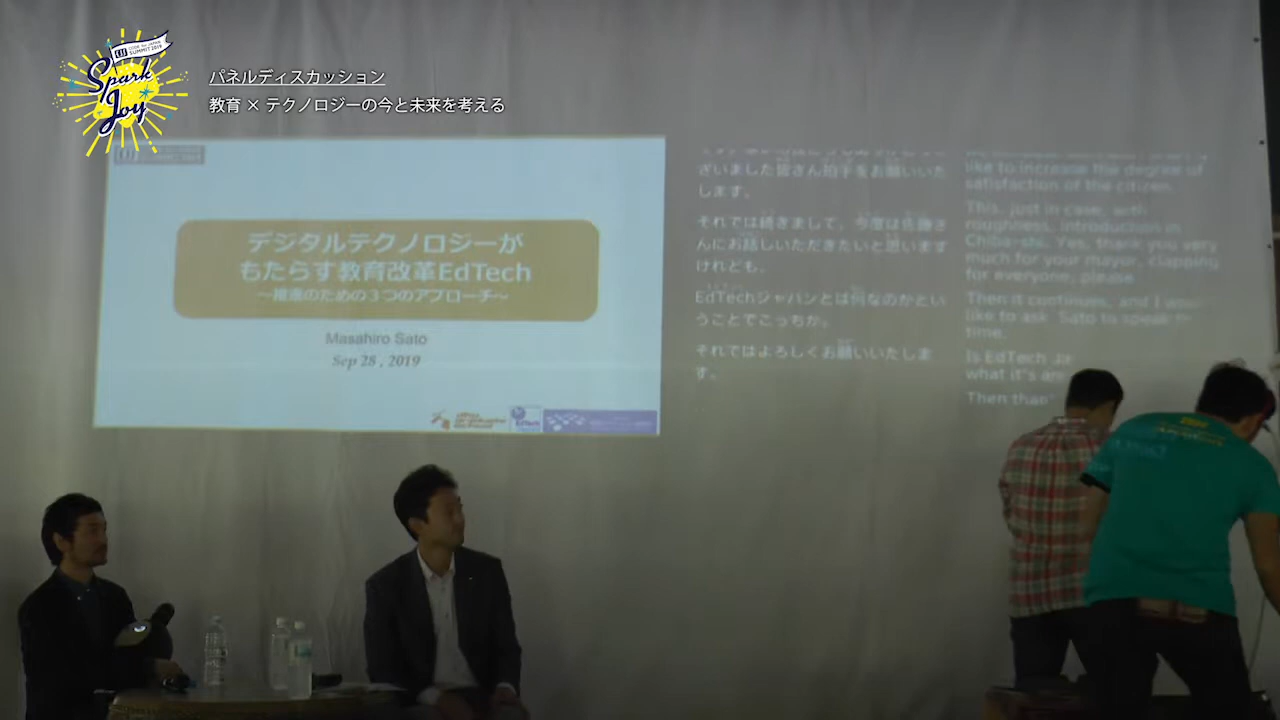 CODE for JAPAN
SUMMIT 2019
Spark
Joy
パネルディスカッション
教育 × テクノロジーの今と未来を考える
デジタルテクノロジーが
もたらす教育改革EdTech
～推進のための３つのアプローチ～
Masahiro Sato
Sep 28 , 2019
ざいました皆さん拍手をお願いいた
します。
それでは続きまして、今度は佐藤さ
んにお話しいただきたいと思います
けれども。
EdTechジャパンとは何なのかとい
うことでこっちか。
それではよろしくお願いいたしま
す。
like to increase the degree of
satisfaction of the citizen.
This, just in case, with
roughness, introduction in
Chiba-shi. Yes, thank you very
much for your mayor, clapping
for everyone, please.
Then it continues, and I
like to ask Sato to speak
time.
Is EdTech
what it's
Then